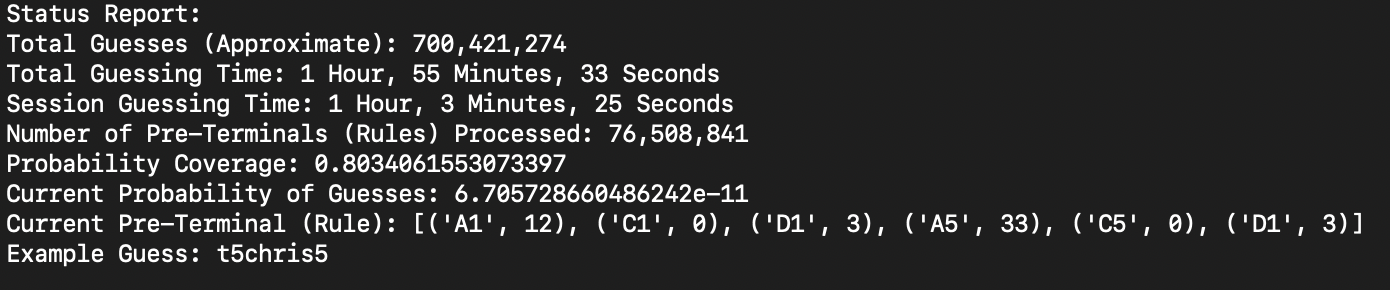 Status Report:
Total Guesses (Approximate): 700,421,274
Total Guessing Time: 1 Hour, 55 Minutes, 33 Seconds
Session Guessing Time: 1 Hour, 3 Minutes, 25 Seconds
Number of Pre-Terminals (Rules) Processed: 76,508,841
Probability Coverage: 0.8034061553073397
Current Probability of Guesses: 6.705728660486242e-11
Current Pre-Terminal (Rule): [('A1', 12), ('C1', 0), ('D1', 3), ('A5', 33), ('C5', 0), ('D1', 3)]
Example Guess: t5chris5